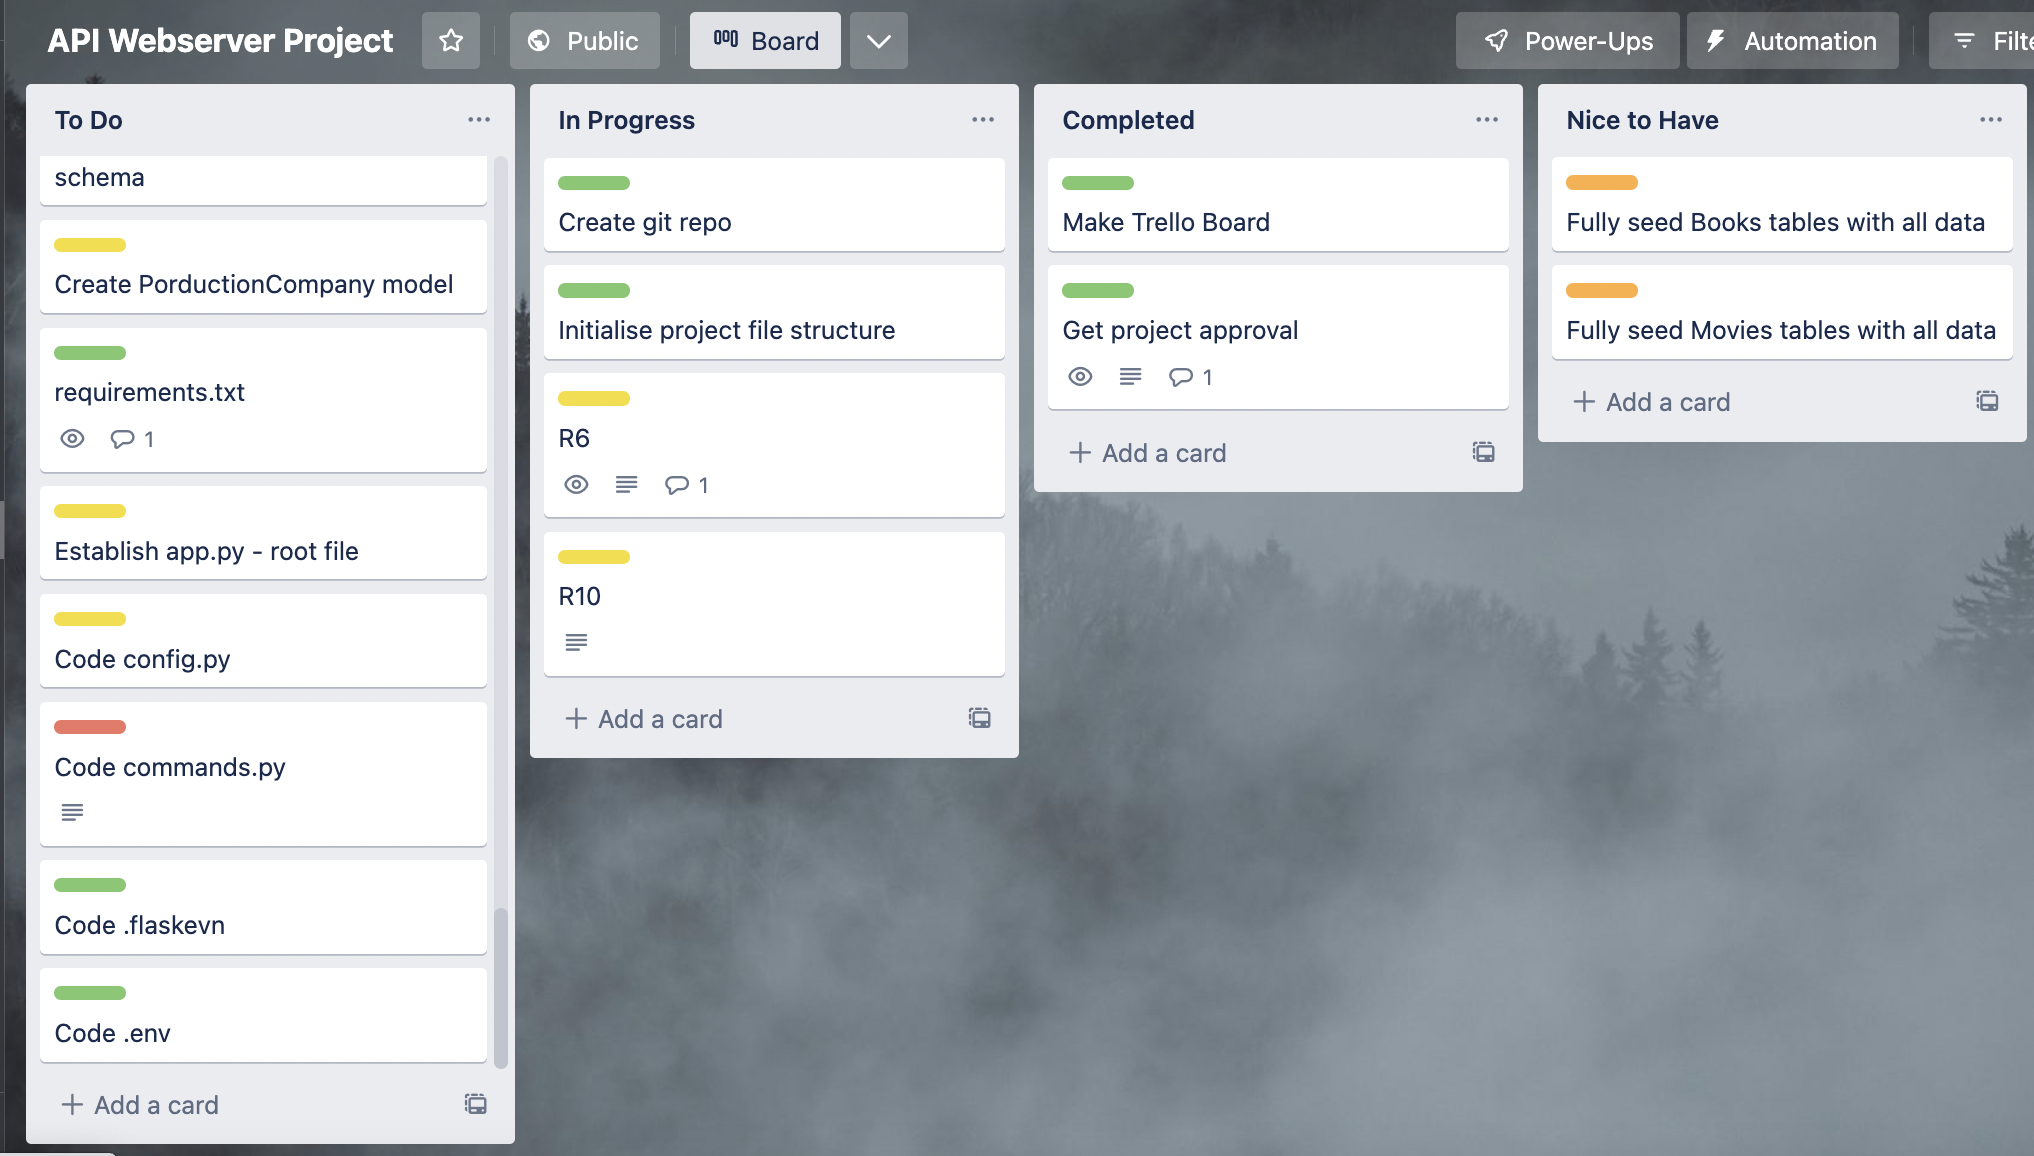 API Webserver Project
Public
Board
Power-Ups
Automation
To Do
schema
Create PorductionCompany model
requirements.txt
1
Establish app.py - root file
Code config.py
Code commands.py
Code .flaskevn
Code .env
+ Add a card
In Progress
Create git repo
Initialise project file structure
R6
1
R10
+ Add a card
Completed
Make Trello Board
Get project approval
1
+ Add a card
Nice to Have
Fully seed Books tables with all data
Fully seed Movies tables with all data
+ Add a card